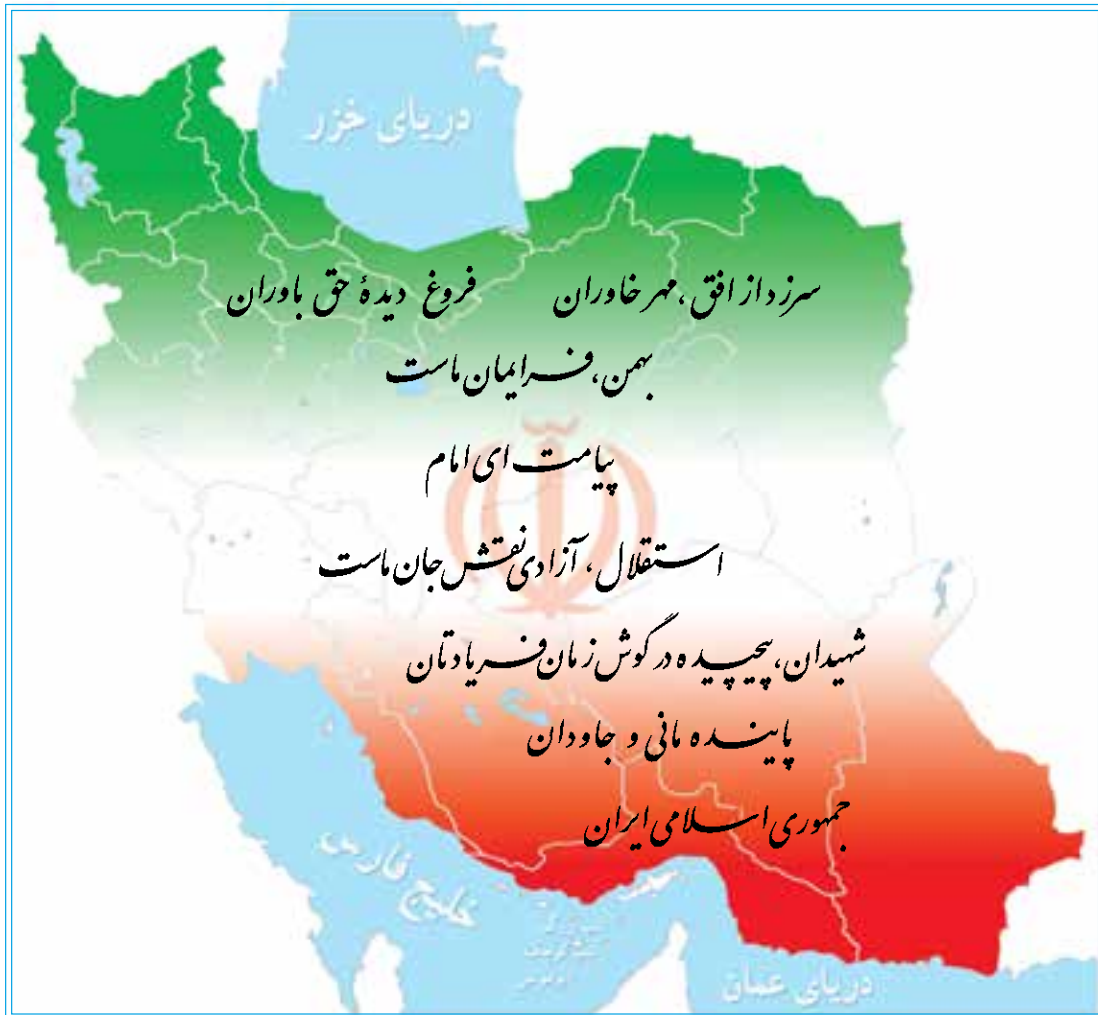 دریای خزر
سر زد از افق، مهر خاوران فروغ دیدهٔ حق باوران
بهمن، فر ایمان ماست
پیامت ای امام
استقلال، آزادی نقش جان ماست
شهیدان، پیچیده در گوش زمان فریادتان
پاینده مانی و جاودان
جمهوری اسلامی ایران
خلیج فارس
دریای عمان